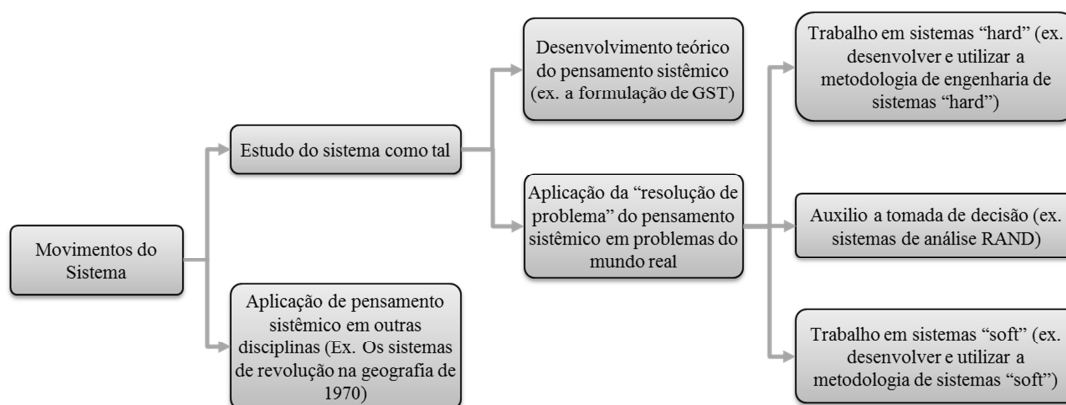 Movimentos do
Sistema
Estudo do sistema como tal
Aplicação de pensamento
sistêmico em outras
disciplinas (Ex. Os sistemas
de revolução na geografia de
1970)
Desenvolvimento teórico
do pensamento sistêmico
(ex. a formulação de GST)
Aplicação da “resolução de
problema” do pensamento
sistêmico em problemas do
mundo real
Trabalho em sistemas “hard” (ex.
desenvolver e utilizar a
metodologia de engenharia de
sistemas “hard”)
Auxilio a tomada de decisão (ex.
sistemas de análise RAND)
Trabalho em sistemas “soft” (ex.
desenvolver e utilizar a
metodologia de sistemas “soft”)